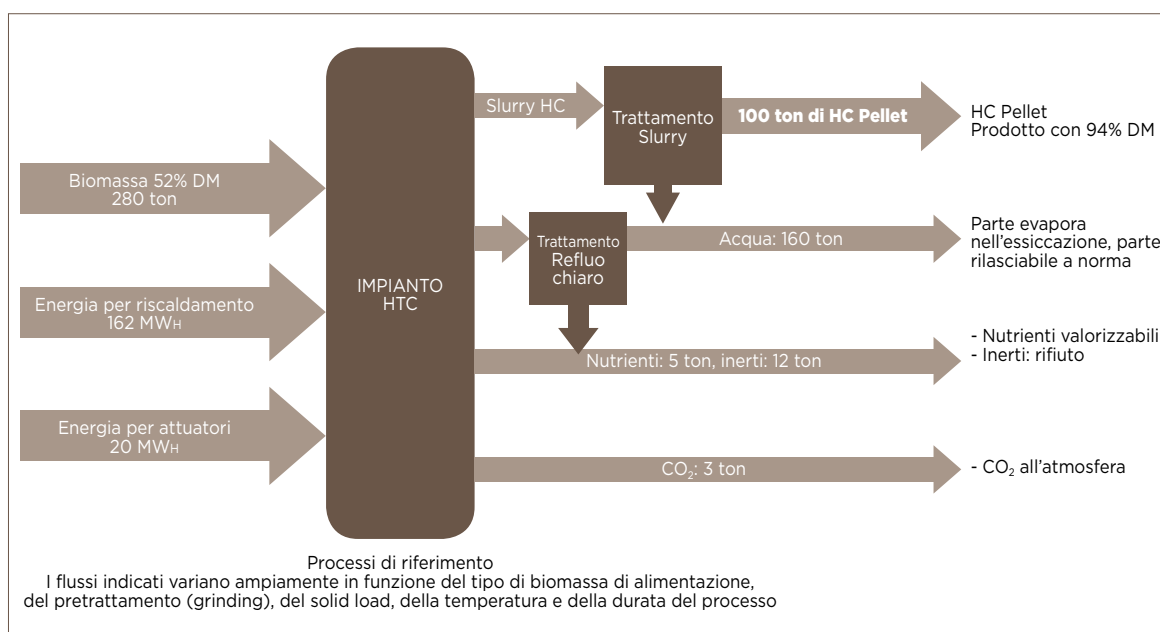 Slurry HC
Trattamento
Slurry
100 ton di HC Pellet
HC Pellet
Prodotto con 94% DM
Biomassa 52% DM
280 ton
Trattamento
Refluo
chiaro
Acqua: 160 ton
Parte evapora
nell'essiccazione, parte
rilasciabile a norma
IMPIANTO
HTC
Energia per riscaldamento
162 MWH
Nutrienti: 5 ton, inerti: 12 ton
- Nutrienti valorizzabili
- Inerti: rifiuto
Energia per attuatori
20 MWH
CO₂: 3 ton
- CO₂ all'atmosfera
Processi di riferimento
I flussi indicati variano ampiamente in funzione del tipo di biomassa di alimentazione,
del pretrattamento (grinding), del solid load, della temperatura e della durata del processo